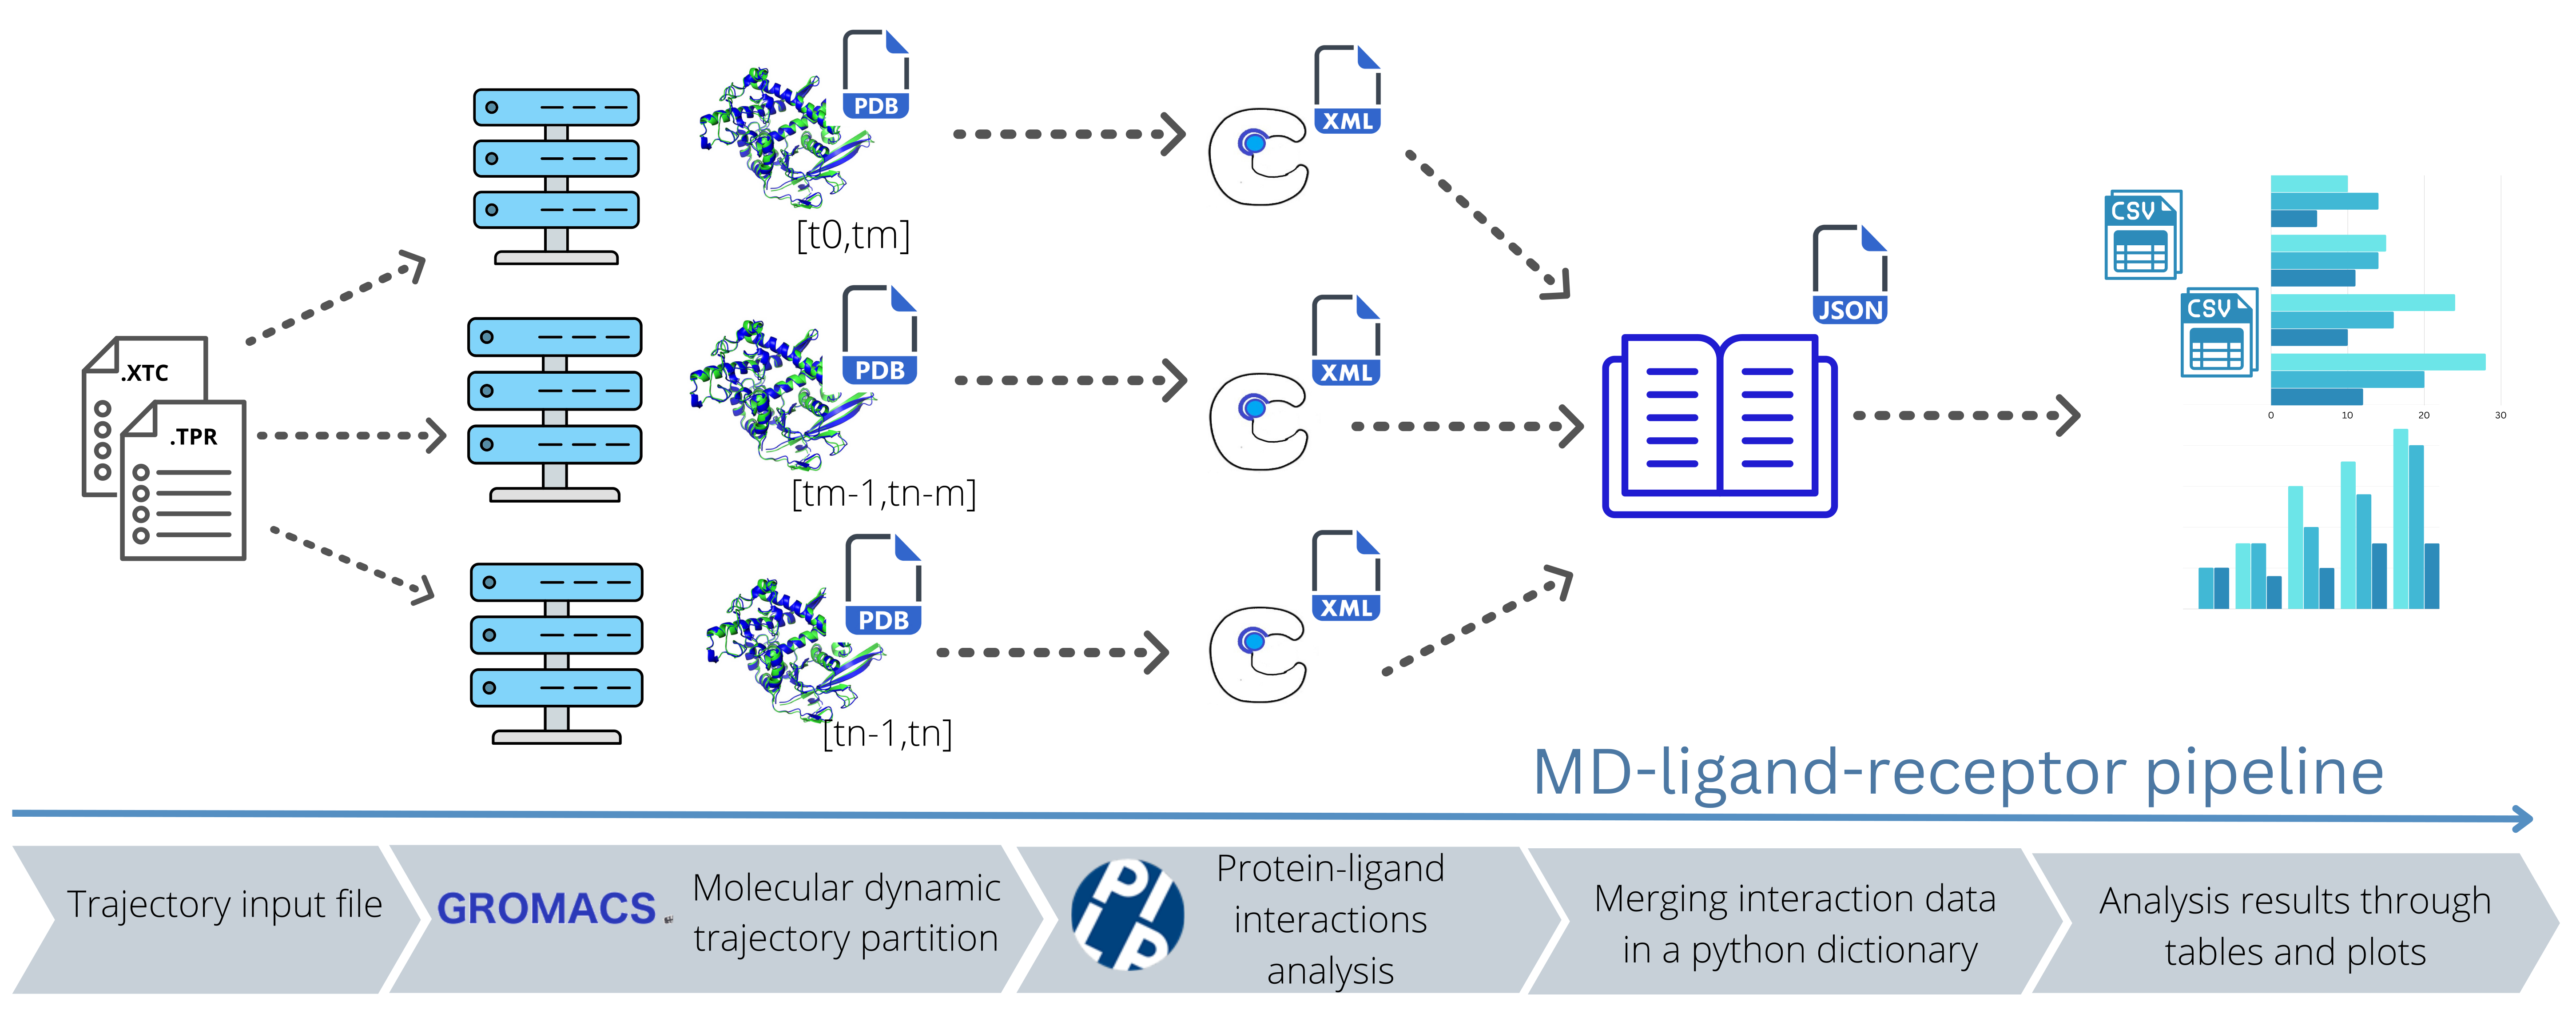 .XTC
.TPR
PDB
[t0,tm]
PDB
[tm-1,tn-m]
PDB
[tn-1,tn]
XML
XML
XML
JSON
CSV
CSV
0 10 20 30
MD-ligand-receptor pipeline
Trajectory input file
GROMACS
Molecular dynamic
trajectory partition
PLIP
Protein-ligand
interactions
analysis
Merging interaction data
in a python dictionary
Analysis results through
tables and plots